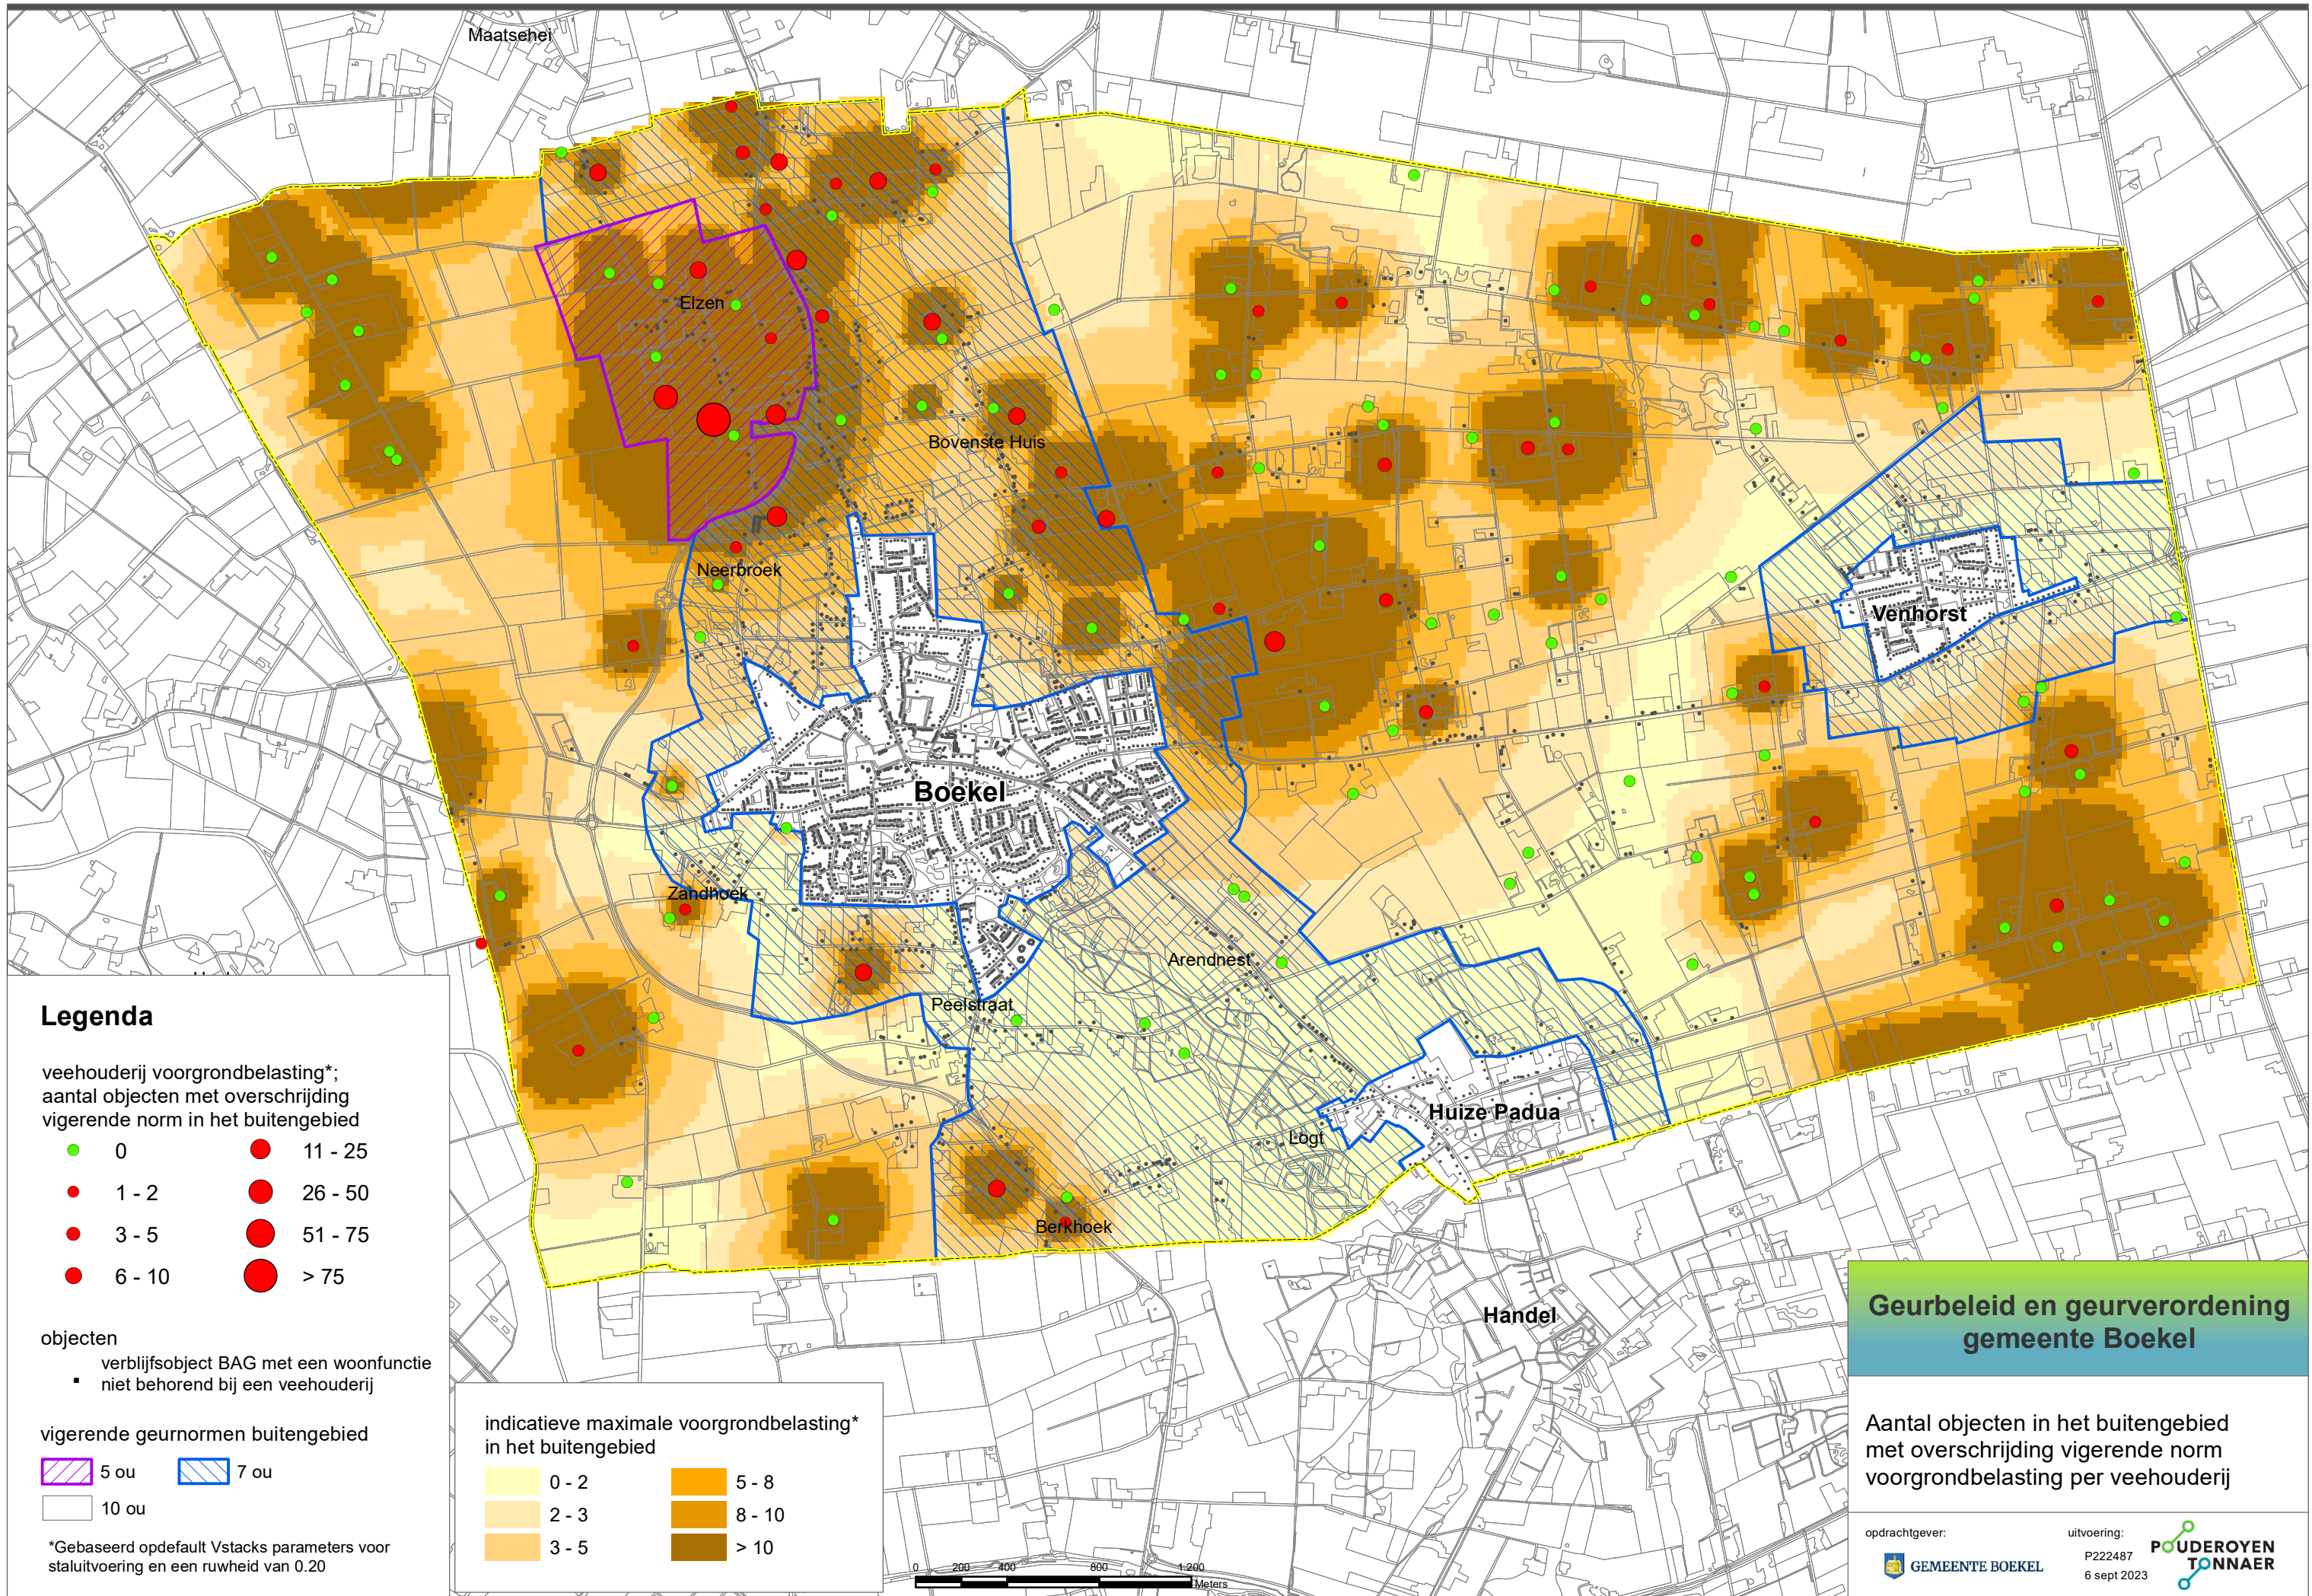 Maatsehei
Elzen
Bovenste Huis
Neerbroek
Venhorst
Boekel
Zandhoek
Arendnest
Peelstraat
Huize Padua
Logt
Berkhoek
Handel
Legenda
veehouderij voorgrondbelasting*;
aantal objecten met overschrijding
vigerende norm in het buitengebied
0
11 - 25
1 - 2
26 - 50
3 - 5
51 - 75
6 - 10
> 75
objecten
verblijfsobject BAG met een woonfunctie
niet behorend bij een veehouderij
vigerende geurnormen buitengebied
5 ou
7 ou
10 ou
*Gebaseerd opdefault Vstacks parameters voor
staluitvoering en een ruwheid van 0.20
indicatieve maximale voorgrondbelasting*
in het buitengebied
0 - 2
5 - 8
2 - 3
8 - 10
3 - 5
> 10
0 200 400 800 1.200
Meters
Geurbeleid en geurverordening
gemeente Boekel
Aantal objecten in het buitengebied
met overschrijding vigerende norm
voorgrondbelasting per veehouderij
opdrachtgever:
GEMEENTE BOEKEL
uitvoering:
P222487
6 sept 2023
POUDEROYEN
TONNAER